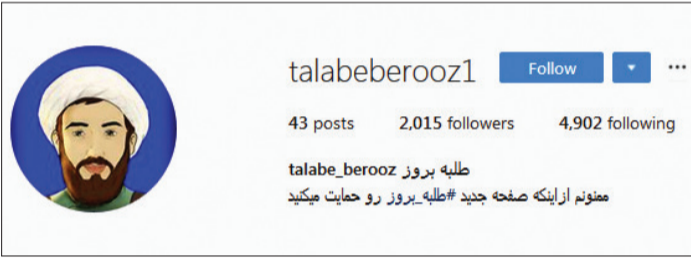 talabeberooz1 Follow
43 posts 2,015 followers 4,902 following
talabe_berooz طلبه بروز
ممنونم ازاینکه صفحه جدید #طلبه_بروز رو حمایت میکنید